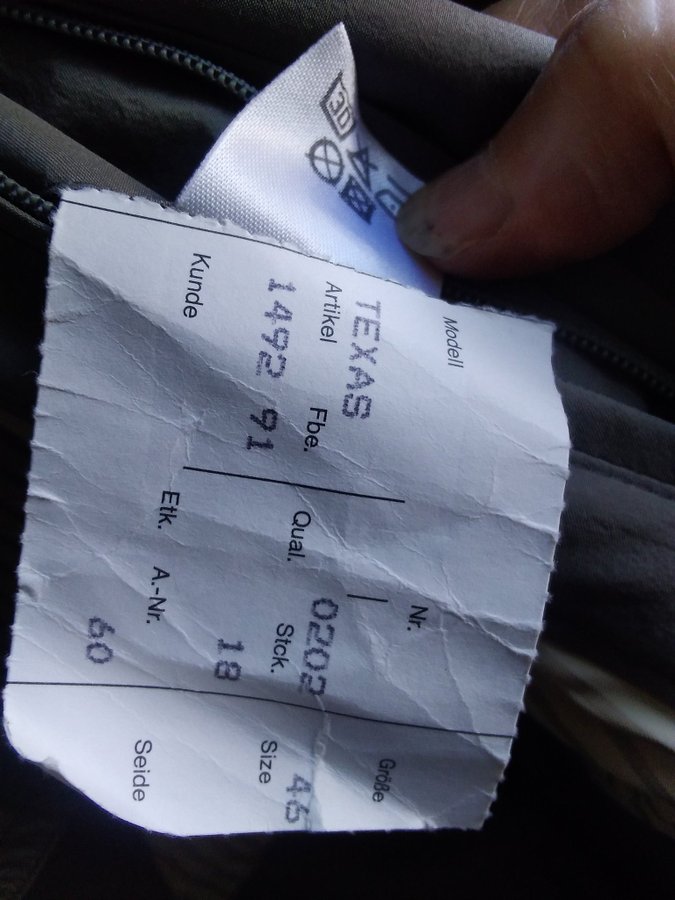 30
Modell Nr. Größe
TEXAS 0202 46
Artikel Fbe. Qual. Stck. Size
1492 91 18
Kunde Etk. A.-Nr. Seide
60